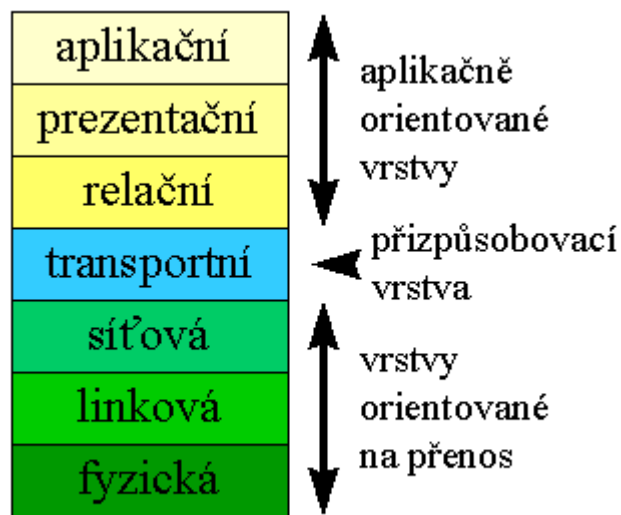 aplikační
prezentační
relační
transportní
síťová
linková
fyzická
aplikačně
orientované
vrstvy
přizpůsobovací
vrstva
vrstvy
orientované
na přenos